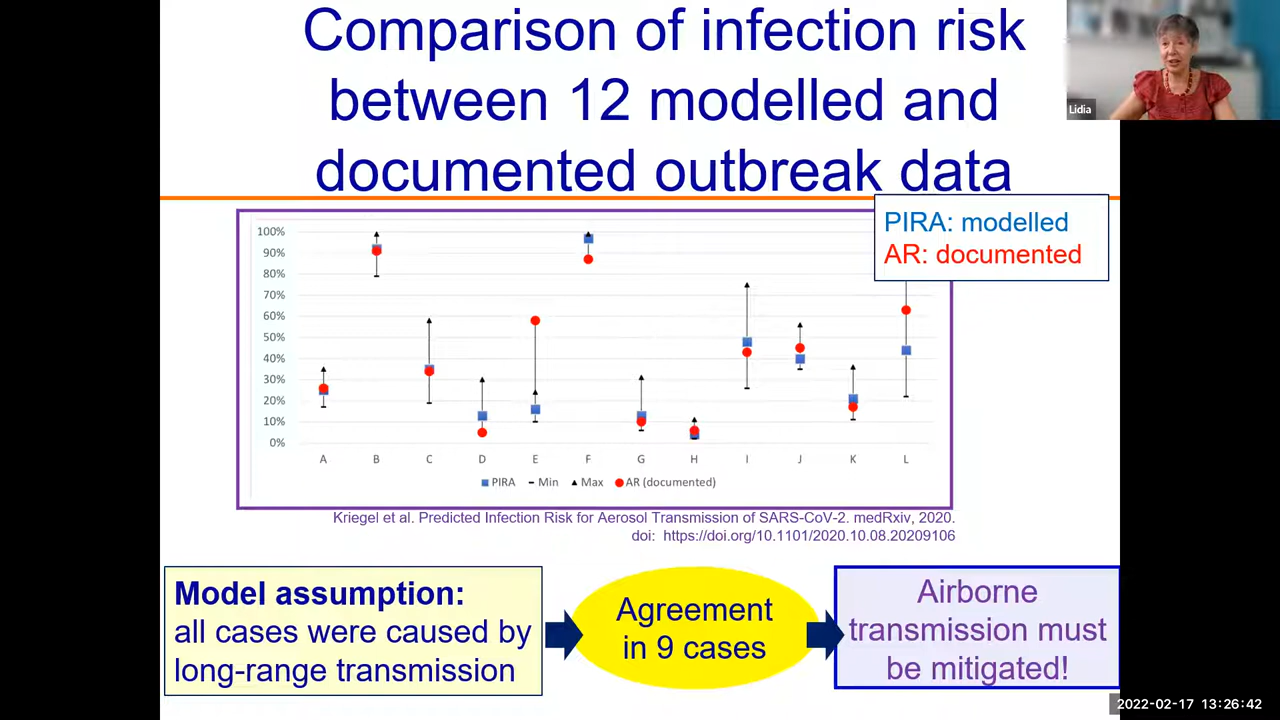 Comparison of infection risk
between 12 modelled and
documented outbreak data
Lidia
PIRA: modelled
AR: documented
100%
90%
80%
70%
60%
50%
40%
30%
20%
10%
0%
A B C D E F G H I J K L
PIRA Min Max AR (documented)
Kriegel et al. Predicted Infection Risk for Aerosol Transmission of SARS-CoV-2. medRxiv, 2020.
doi: https://doi.org/10.1101/2020.10.08.20209106
Model assumption:
all cases were caused by
long-range transmission
Agreement
in 9 cases
Airborne
transmission must
be mitigated!
2022-02-17 13:26:42